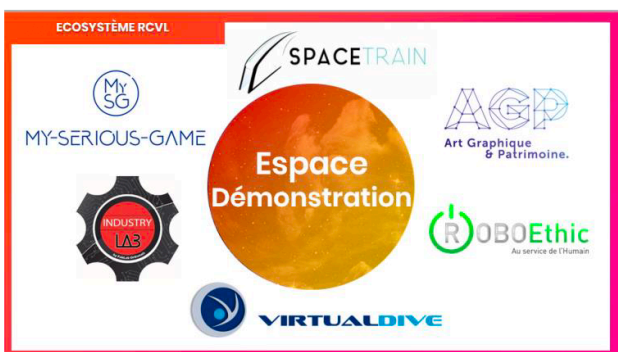 ECOSYSTÈME RCVL
SPACETRAIN
My
SG
MY-SERIOUS-GAME
AGP
Art Graphique
& Patrimoine.
Espace
Démonstration
INDUSTRY
LAB
ROBOEthic
Au service de l'Humain
VIRTUALDIVE